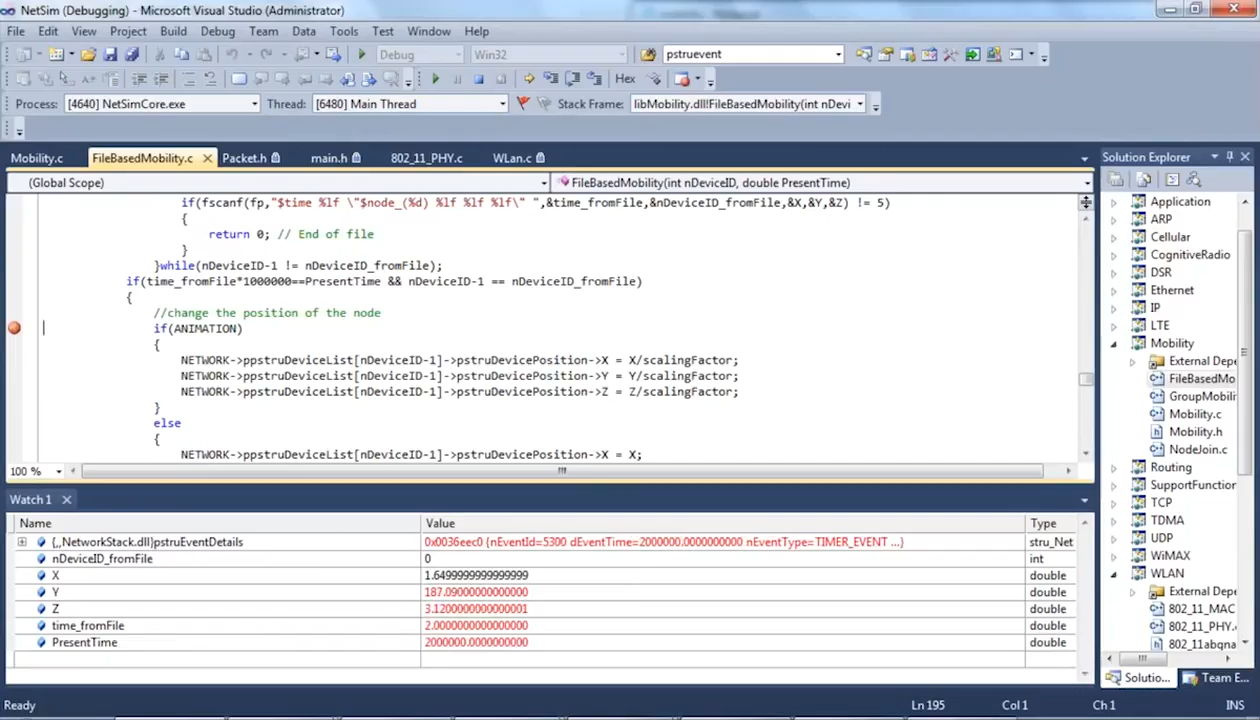 NetSim (Debugging) - Microsoft Visual Studio (Administrator)
File Edit View Project Build Debug Team Data Tools Test Window Help
Debug Win32 pstruevent
Hex
Process: [4640] NetSimCore.exe Thread: [6480] Main Thread Stack Frame: libMobility.dll!FileBasedMobility(int nDevi
Mobility.c FileBasedMobility.c Packet.h main.h 802_11_PHY.c WLan.c
(Global Scope) FileBasedMobility(int nDeviceID, double PresentTime)
if(fscanf(fp,"$time %lf \"$node_(%d) %lf %lf %lf\" ",&time_fromFile,&nDeviceID_fromFile,&X,&Y,&Z) != 5)
{
return 0; // End of file
}
}while(nDeviceID-1 != nDeviceID_fromFile);
if(time_fromFile*1000000==PresentTime && nDeviceID-1 == nDeviceID_fromFile)
{
//change the position of the node
if(ANIMATION)
{
NETWORK->ppstruDeviceList[nDeviceID-1]->pstruDevicePosition->X = X/scalingFactor;
NETWORK->ppstruDeviceList[nDeviceID-1]->pstruDevicePosition->Y = Y/scalingFactor;
NETWORK->ppstruDeviceList[nDeviceID-1]->pstruDevicePosition->Z = Z/scalingFactor;
}
else
{
NETWORK->ppstruDeviceList[nDeviceID-1]->pstruDevicePosition->X = X;
100 %
Watch 1
Name Value Type
{,,NetworkStack.dll}pstruEventDetails 0x0036eec0 {nEventId=5300 dEventTime=2000000.0000000000 nEventType=TIMER_EVENT ...} stru_Net
nDeviceID_fromFile 0 int
X 1.6499999999999999 double
Y 187.09000000000000 double
Z 3.1200000000000001 double
time_fromFile 2.0000000000000000 double
PresentTime 2000000.0000000000 double
Solution Explorer
Application
ARP
Cellular
CognitiveRadio
DSR
Ethernet
IP
LTE
Mobility
External Depe
FileBasedMo
GroupMobili
Mobility.c
Mobility.h
NodeJoin.c
Routing
SupportFunction
TCP
TDMA
UDP
WiMAX
WLAN
External Depe
802_11_MAC
802_11_PHY.
802_11abgna
Solutio... Team E...
Ready Ln 195 Col 1 Ch 1 INS